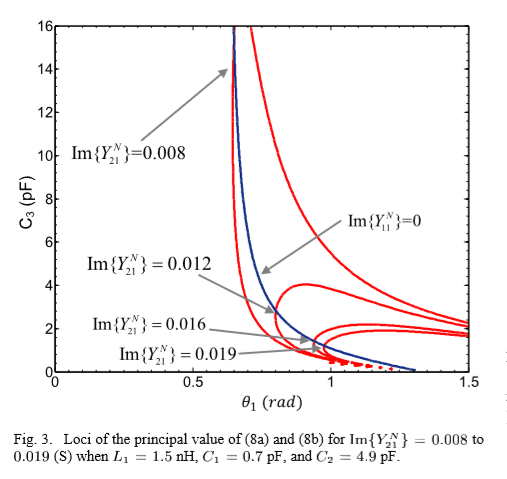 16
14
12
10
8
6
4
2
0
C₃ (pF)
Im{Y₂₁ᴺ}=0.008
Im{Y₁₁ᴺ}=0
Im{Y₂₁ᴺ} = 0.012
Im{Y₂₁ᴺ} = 0.016
Im{Y₂₁ᴺ} = 0.019
0 0.5 1 1.5
θ₁ (rad)
Fig. 3. Loci of the principal value of (8a) and (8b) for Im{Y₂₁ᴺ} = 0.008 to
0.019 (S) when L₁ = 1.5 nH, C₁ = 0.7 pF, and C₂ = 4.9 pF.